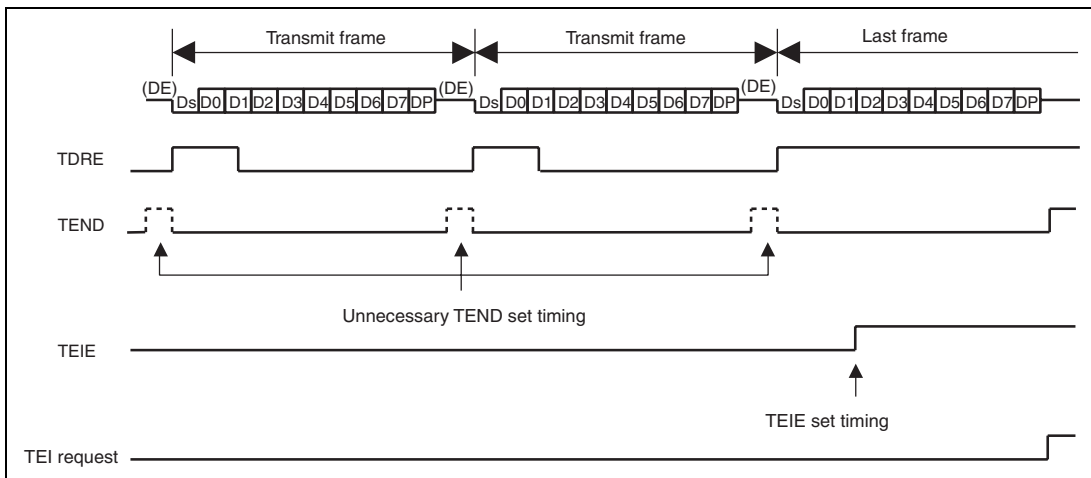 Transmit frame Transmit frame Last frame
(DE) (DE) (DE)
Ds D0 D1 D2 D3 D4 D5 D6 D7 DP Ds D0 D1 D2 D3 D4 D5 D6 D7 DP Ds D0 D1 D2 D3 D4 D5 D6 D7 DP
TDRE
TEND
Unnecessary TEND set timing
TEIE
TEIE set timing
TEI request